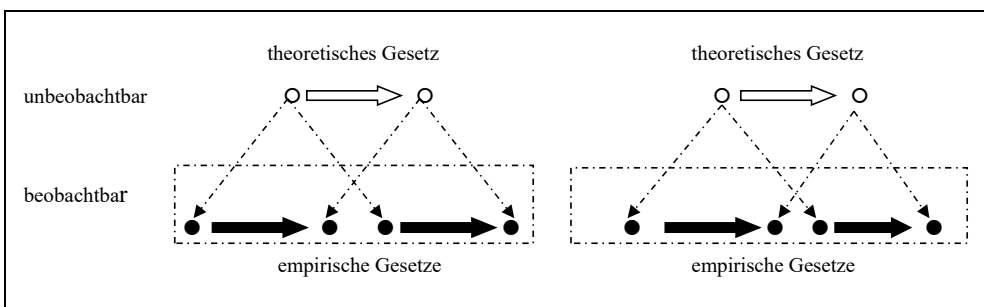 theoretisches Gesetz theoretisches Gesetz
unbeobachtbar
beobachtbar
empirische Gesetze empirische Gesetze